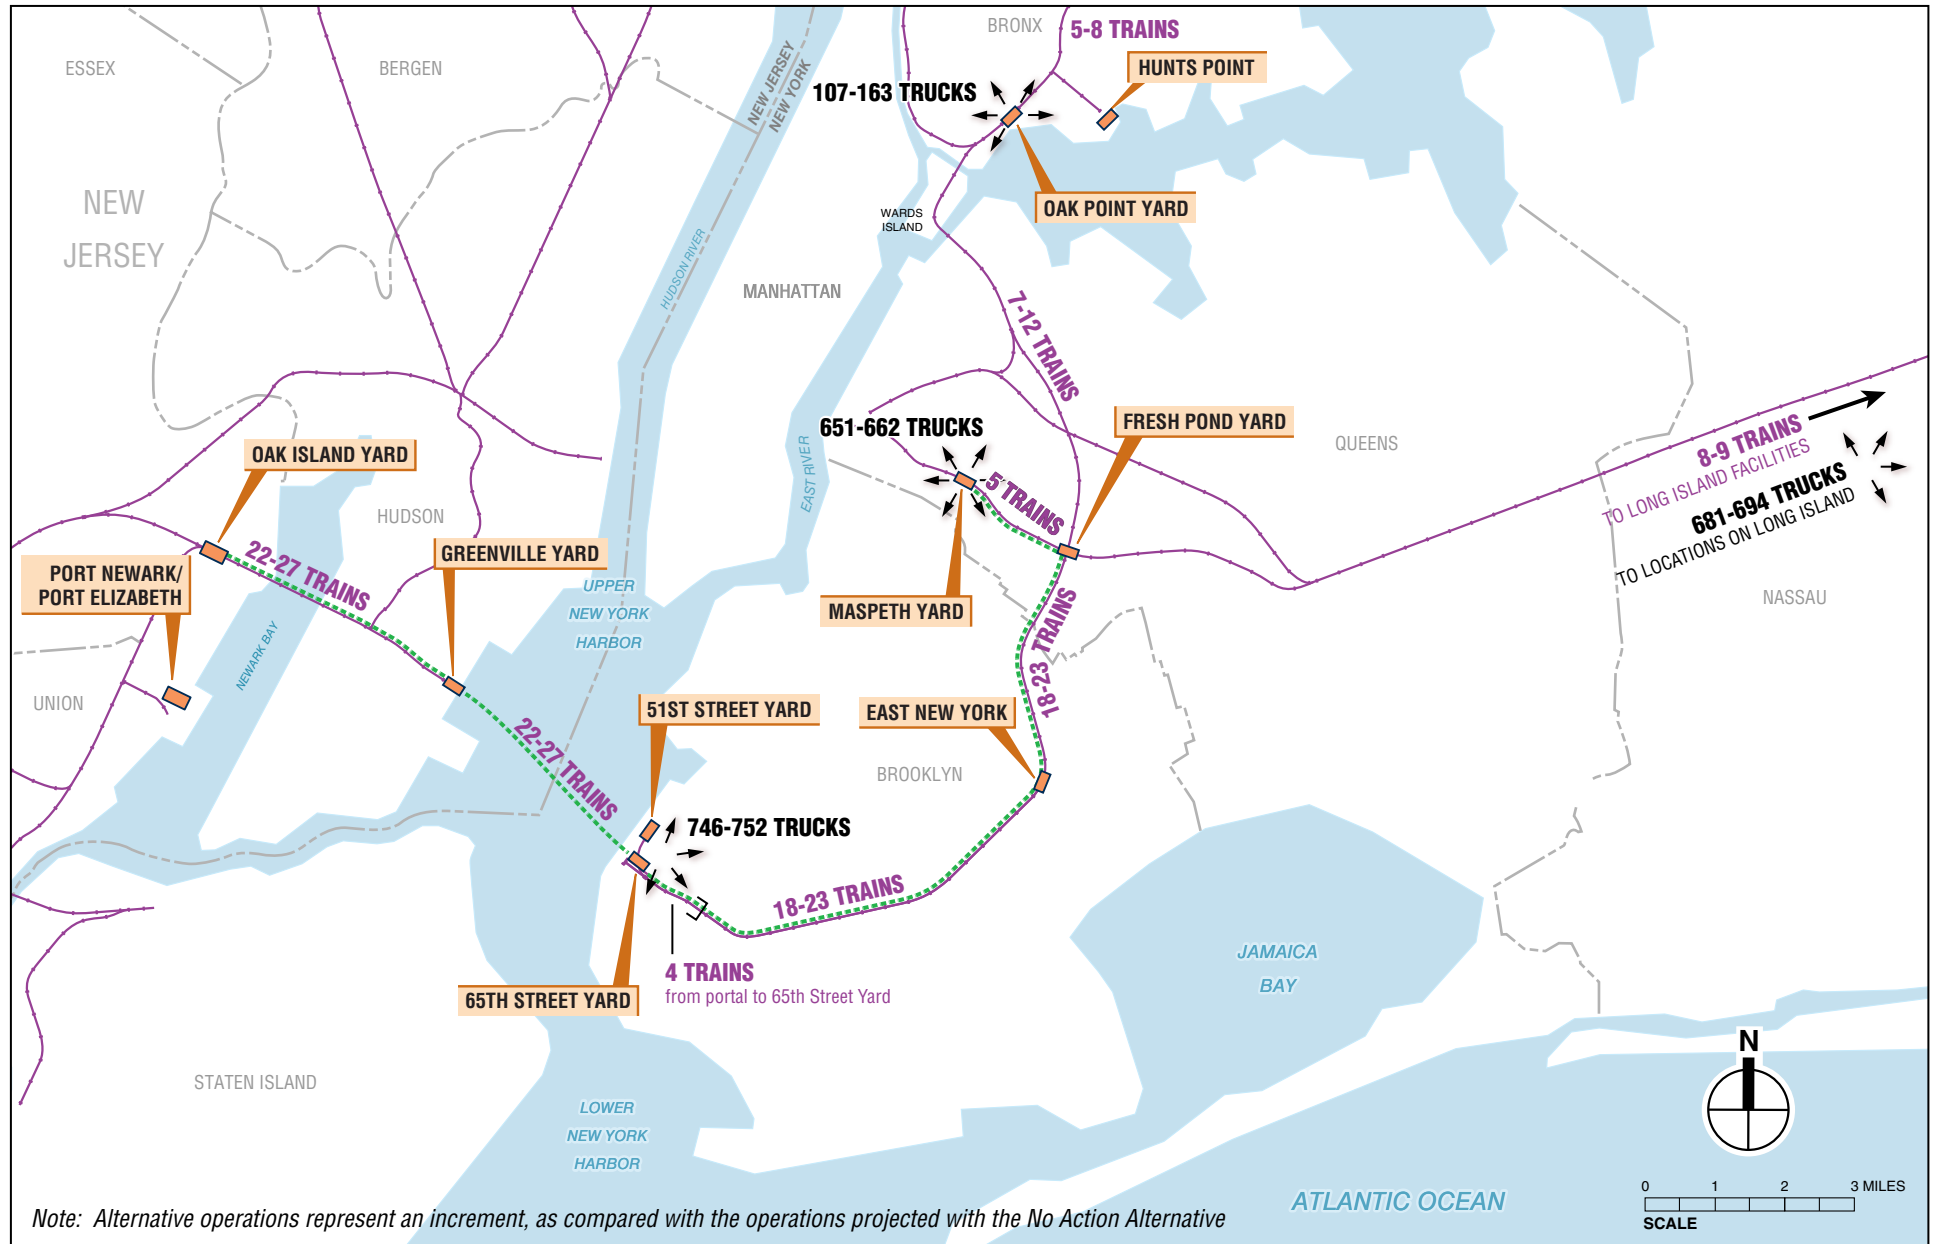 BRONX
5-8 TRAINS
ESSEX
BERGEN
NEW JERSEY
NEW YORK
HUNTS POINT
107-163 TRUCKS
NEW
JERSEY
OAK POINT YARD
WARDS
ISLAND
HUDSON RIVER
MANHATTAN
7-12 TRAINS
651-662 TRUCKS
FRESH POND YARD
QUEENS
8-9 TRAINS
TO LONG ISLAND FACILITIES
681-694 TRUCKS
TO LOCATIONS ON LONG ISLAND
OAK ISLAND YARD
EAST RIVER
5 TRAINS
HUDSON
GREENVILLE YARD
22-27 TRAINS
PORT NEWARK/
PORT ELIZABETH
UPPER
NEW YORK
HARBOR
MASPETH YARD
18-23 TRAINS
NASSAU
NEWARK BAY
UNION
51ST STREET YARD
EAST NEW YORK
22-27 TRAINS
BROOKLYN
746-752 TRUCKS
18-23 TRAINS
4 TRAINS
from portal to 65th Street Yard
65TH STREET YARD
JAMAICA
BAY
STATEN ISLAND
LOWER
NEW YORK
HARBOR
N
ATLANTIC OCEAN
0 1 2 3 MILES
SCALE
Note: Alternative operations represent an increment, as compared with the operations projected with the No Action Alternative